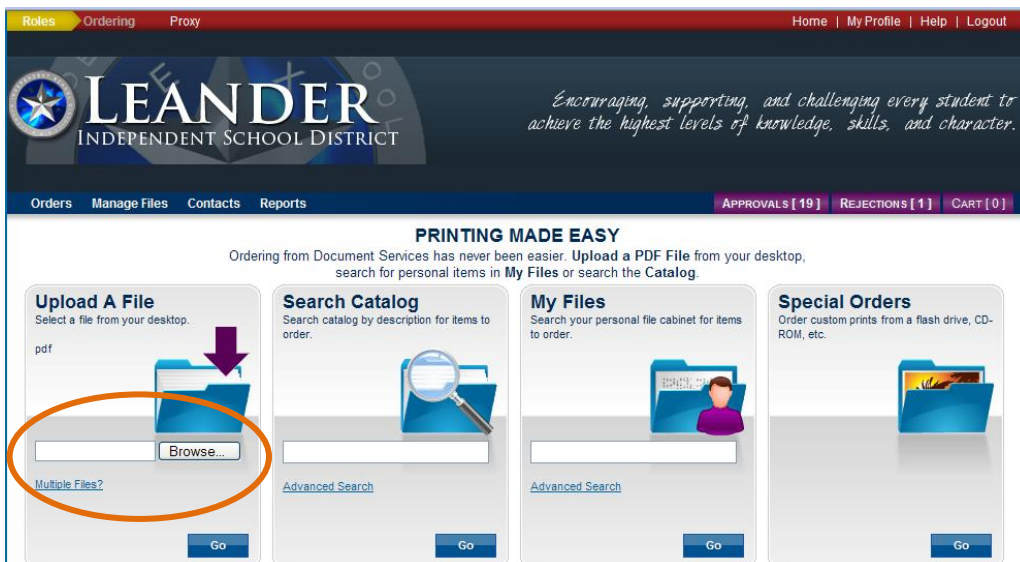 Roles Ordering Proxy Home | My Profile | Help | Logout
LEANDER
INDEPENDENT SCHOOL DISTRICT
Encouraging, supporting, and challenging every student to
achieve the highest levels of knowledge, skills, and character.
Orders Manage Files Contacts Reports APPROVALS [ 19 ] REJECTIONS [ 1 ] CART [ 0 ]
PRINTING MADE EASY
Ordering from Document Services has never been easier. Upload a PDF File from your desktop,
search for personal items in My Files or search the Catalog.
Upload A File
Select a file from your desktop.
pdf
Browse...
Multiple Files?
Go
Search Catalog
Search catalog by description for items to
order.
Advanced Search
Go
My Files
Search your personal file cabinet for items
to order.
Advanced Search
Go
Special Orders
Order custom prints from a flash drive, CD-
ROM, etc.
Go